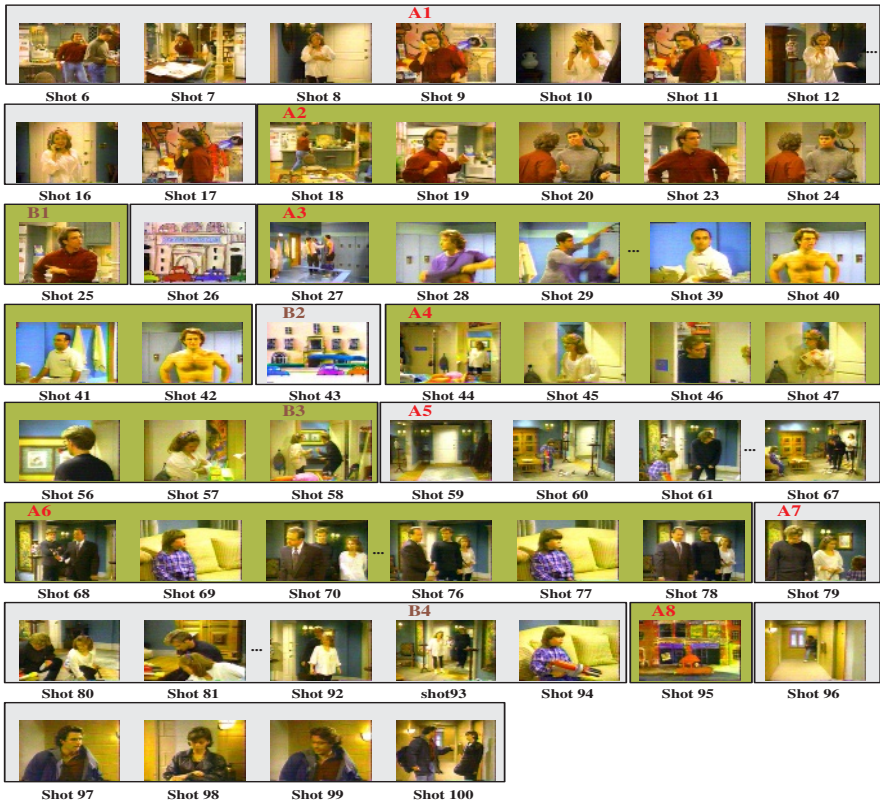 A1
...
Shot 6 Shot 7 Shot 8 Shot 9 Shot 10 Shot 11 Shot 12
A2
Shot 16 Shot 17 Shot 18 Shot 19 Shot 20 Shot 23 Shot 24
B1 A3
...
Shot 25 Shot 26 Shot 27 Shot 28 Shot 29 Shot 39 Shot 40
B2 A4
Shot 41 Shot 42 Shot 43 Shot 44 Shot 45 Shot 46 Shot 47
B3 A5
...
Shot 56 Shot 57 Shot 58 Shot 59 Shot 60 Shot 61 Shot 67
A6 A7
...
Shot 68 Shot 69 Shot 70 Shot 76 Shot 77 Shot 78 Shot 79
B4 A8
...
Shot 80 Shot 81 Shot 92 shot93 Shot 94 Shot 95 Shot 96
Shot 97 Shot 98 Shot 99 Shot 100